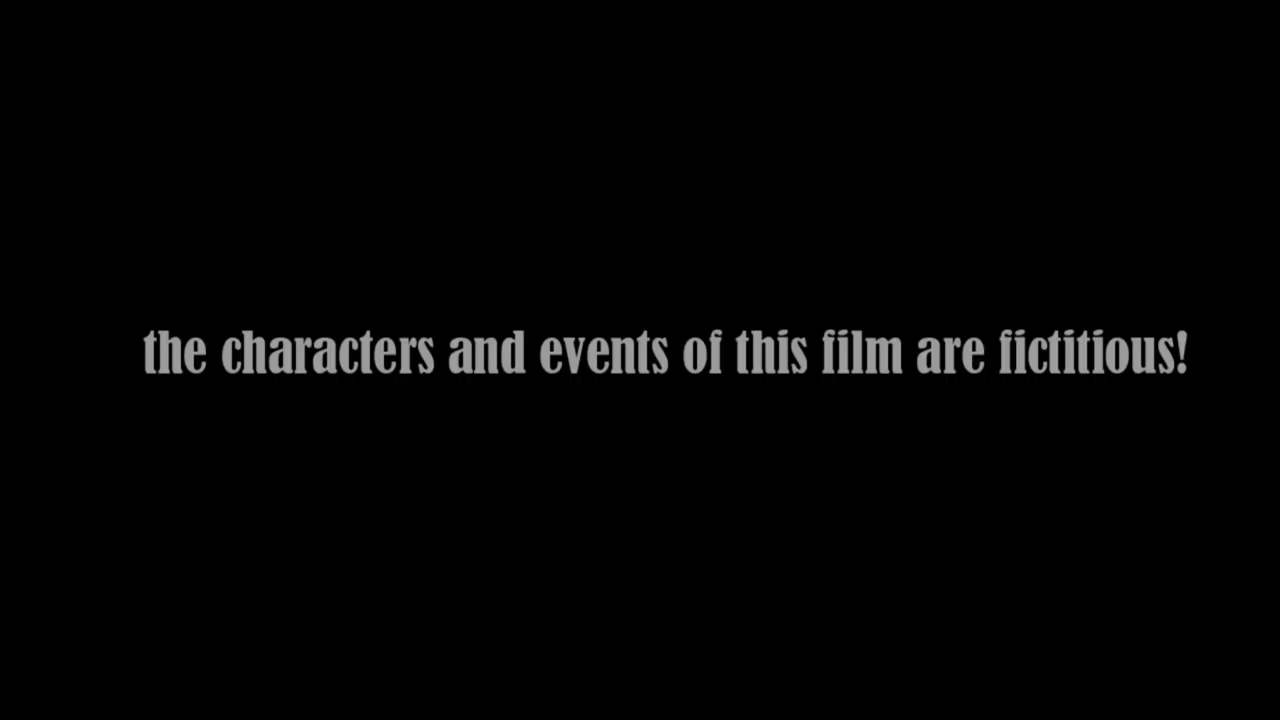 the characters and events of this film are fictitious!